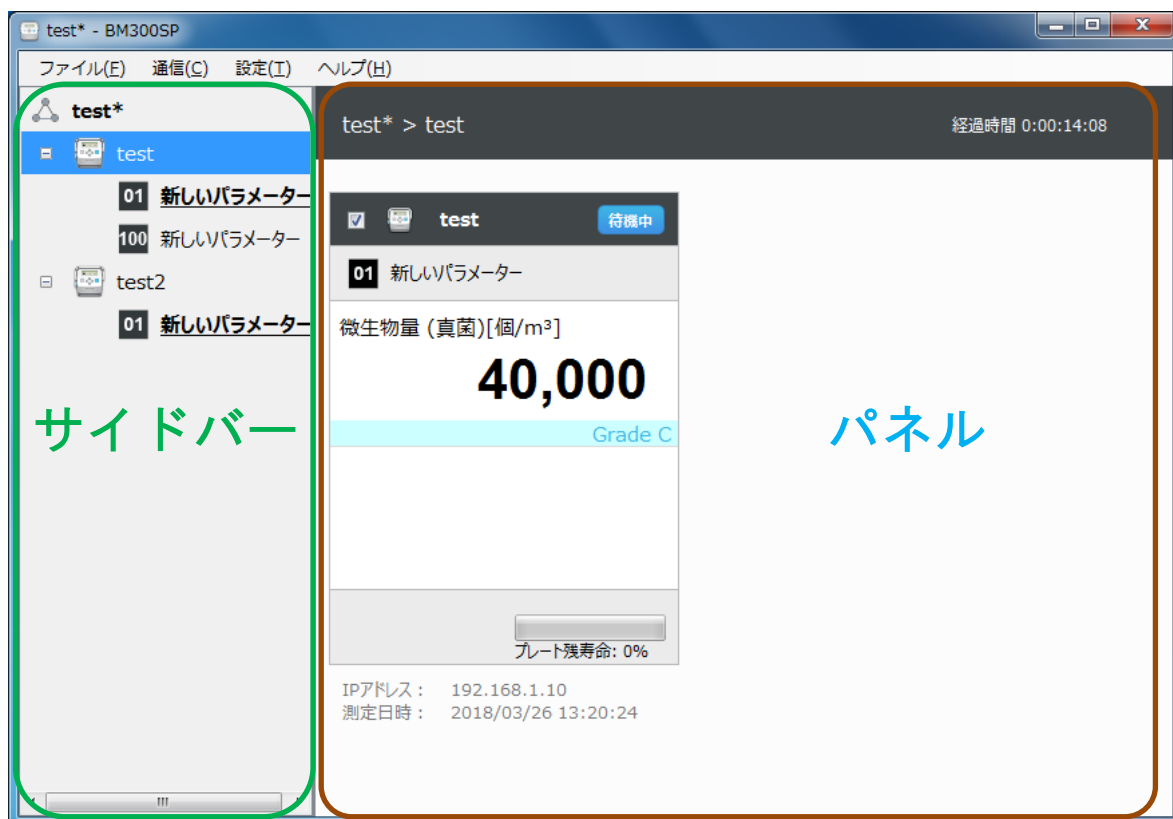 test* - BM300SP
ファイル(F) 通信(C) 設定(T) ヘルプ(H)
test*
test
01 新しいパラメーター
100 新しいパラメーター
test2
01 新しいパラメーター
サイドバー
test* > test
経過時間 0:00:14:08
test
待機中
01 新しいパラメーター
微生物量 (真菌)[個/m³]
40,000
Grade C
プレート残寿命: 0%
IPアドレス : 192.168.1.10
測定日時 : 2018/03/26 13:20:24
パネル